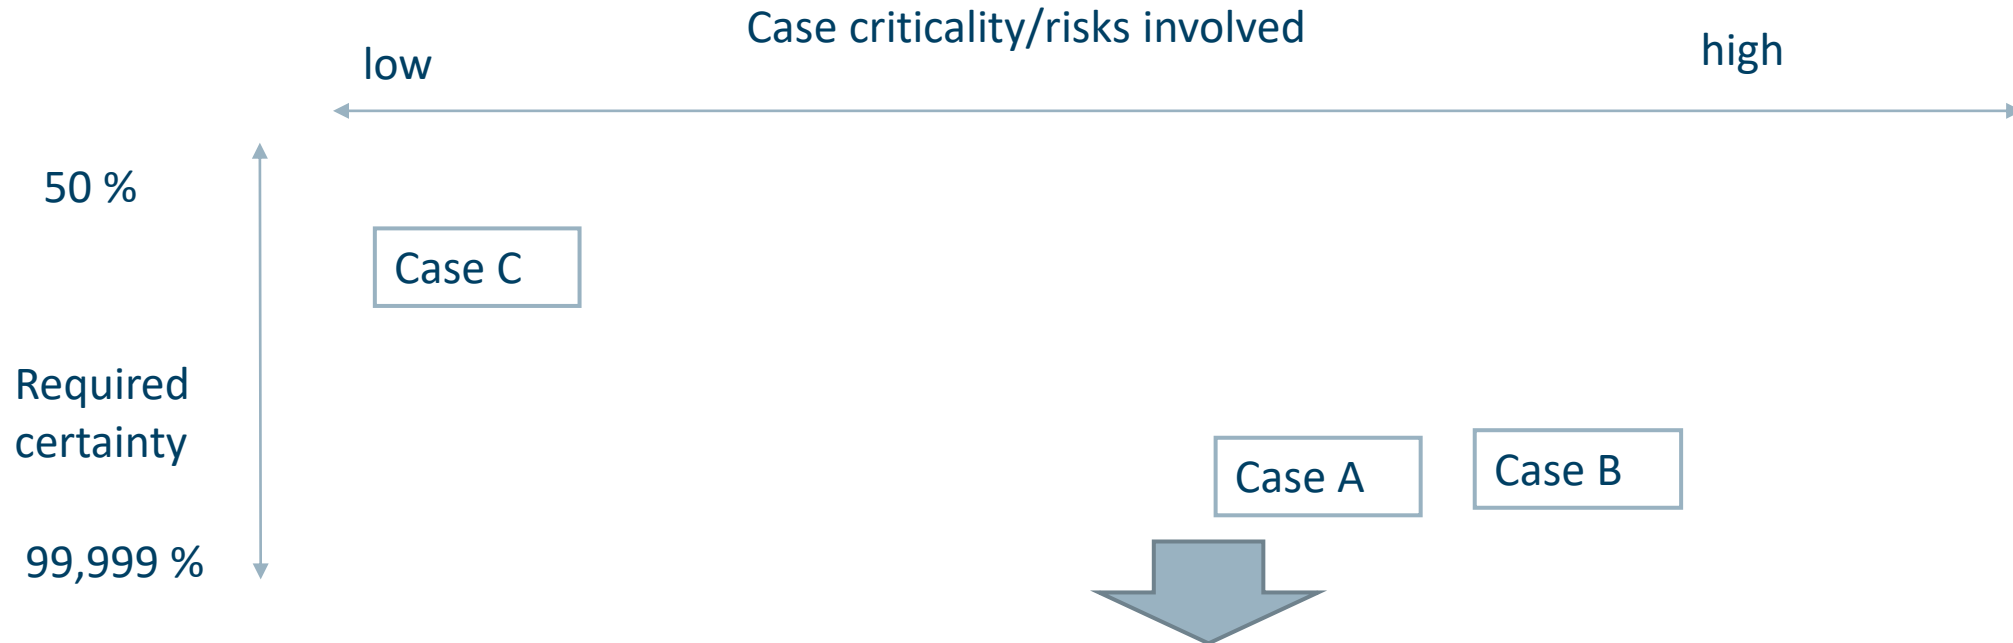 Case criticality/risks involved
low
high
50 %
Case C
Required
certainty
Case A
Case B
99,999 %